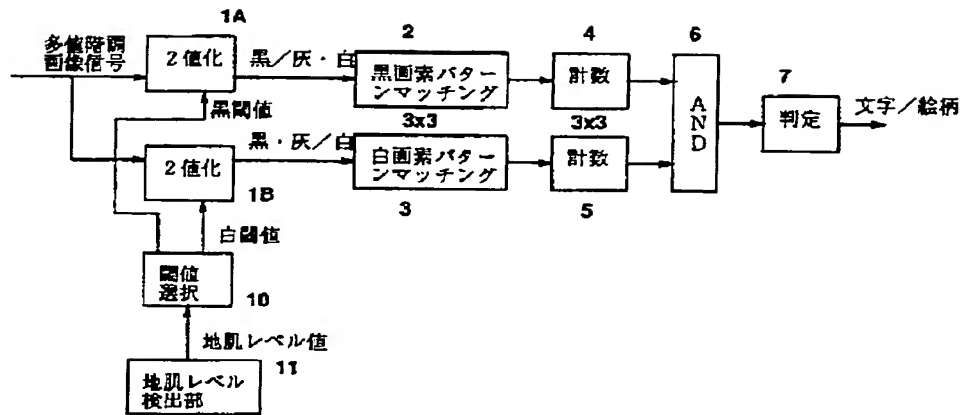 1A
多値階調
画像信号
2値化
黒/灰・白
2
黒画素パター
ンマッチング
3x3
4
計数
3x3
6
AND
7
判定
文字/絵柄
黒閾値
2値化
1B
黒・灰/白
白画素パター
ンマッチング
3
計数
5
白閾値
閾値
選択
10
地肌レベル値
地肌レベル
検出部
11